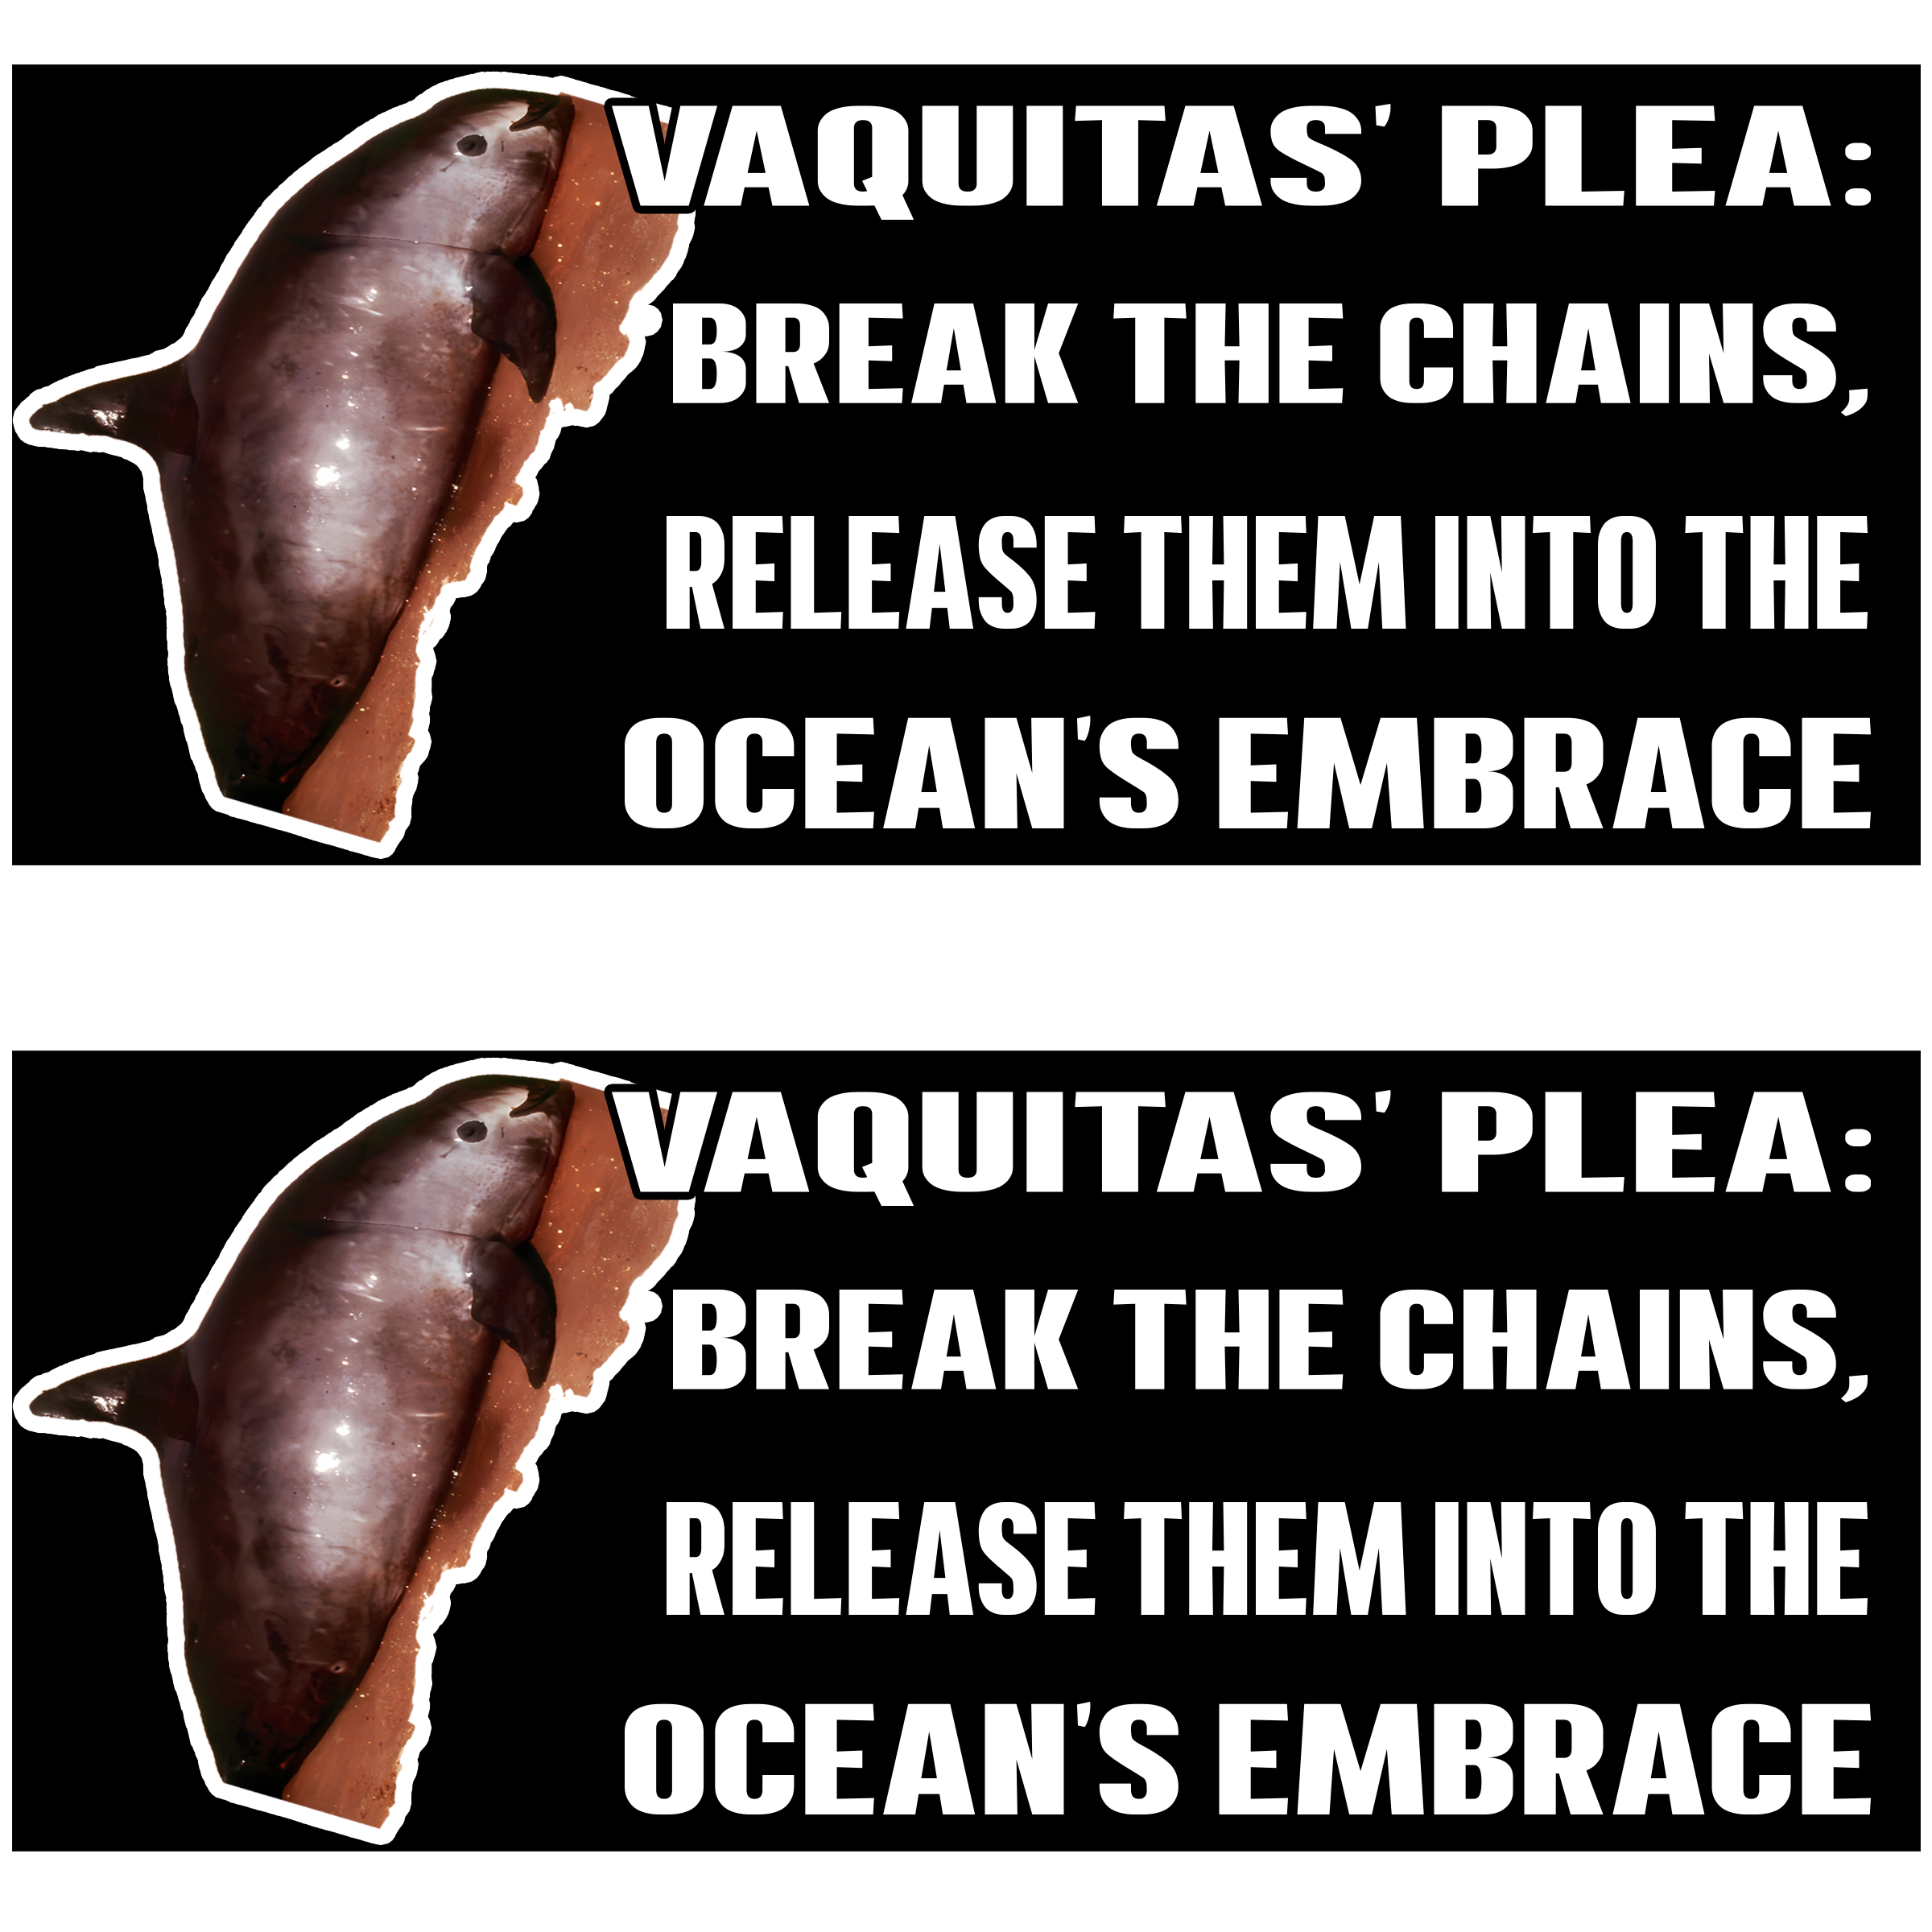 VAQUITAS' PLEA:
BREAK THE CHAINS,
RELEASE THEM INTO THE
OCEAN'S EMBRACE
VAQUITAS' PLEA:
BREAK THE CHAINS,
RELEASE THEM INTO THE
OCEAN'S EMBRACE